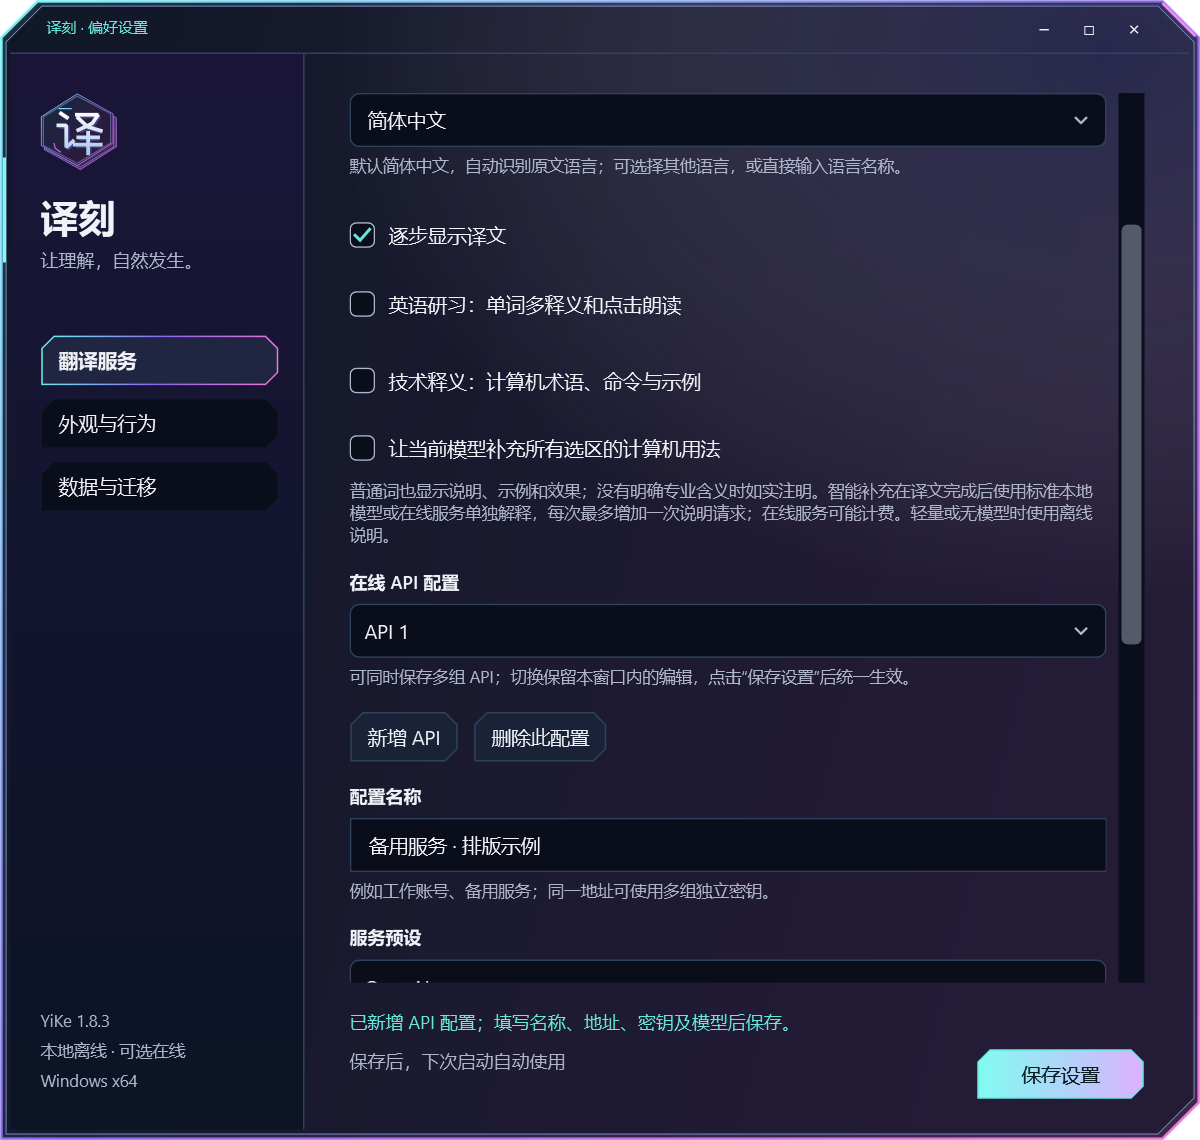 译刻 · 偏好设置
译
译刻
让理解，自然发生。
翻译服务
外观与行为
数据与迁移
YiKe 1.8.3
本地离线 · 可选在线
Windows x64
简体中文
默认简体中文，自动识别原文语言；可选择其他语言，或直接输入语言名称。
逐步显示译文
英语研习：单词多释义和点击朗读
技术释义：计算机术语、命令与示例
让当前模型补充所有选区的计算机用法
普通词也显示说明、示例和效果；没有明确专业含义时如实注明。智能补充在译文完成后使用标准本地
模型或在线服务单独解释，每次最多增加一次说明请求；在线服务可能计费。轻量或无模型时使用离线
说明。
在线 API 配置
API 1
可同时保存多组 API；切换保留本窗口内的编辑，点击“保存设置”后统一生效。
新增 API
删除此配置
配置名称
备用服务 · 排版示例
例如工作账号、备用服务；同一地址可使用多组独立密钥。
服务预设
已新增 API 配置；填写名称、地址、密钥及模型后保存。
保存后，下次启动自动使用
保存设置